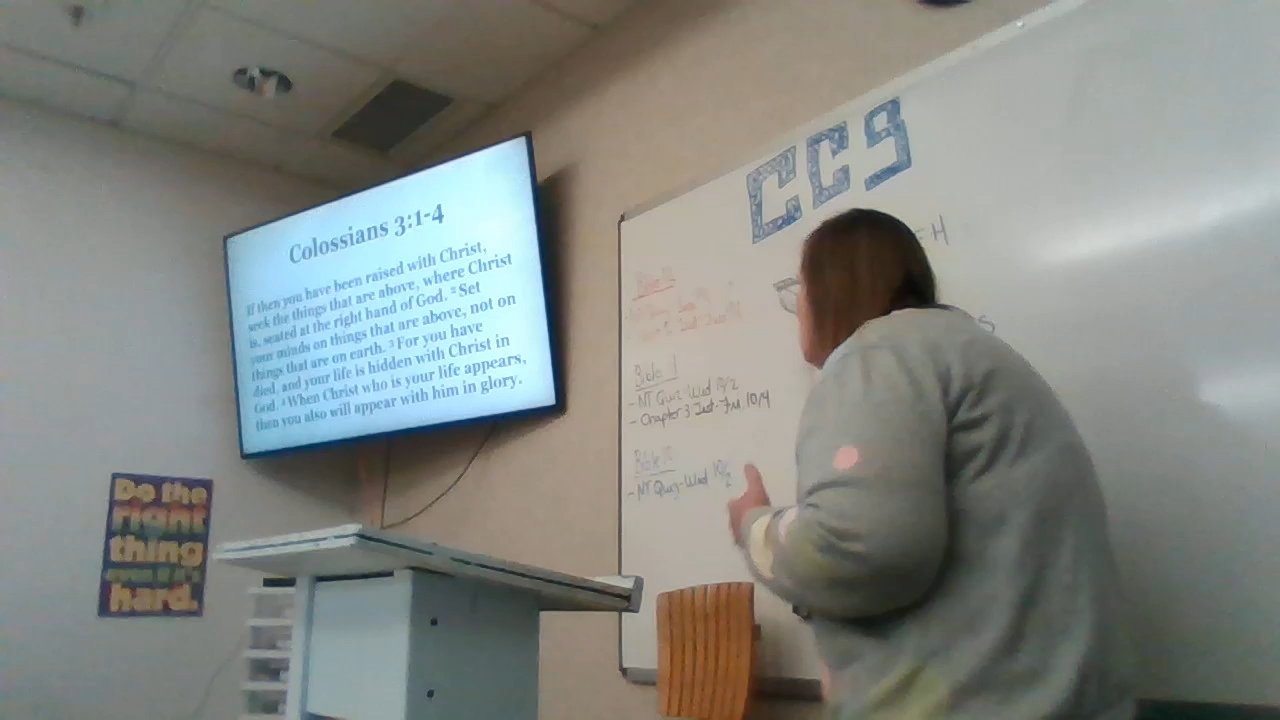 Colossians 3:1-4
If then you have been raised with Christ,
seek the things that are above, where Christ
is, seated at the right hand of God. ² Set
your minds on things that are above, not on
things that are on earth. ³ For you have
died, and your life is hidden with Christ in
God. ⁴ When Christ who is your life appears,
then you also will appear with him in glory.
Do the
right
thing
even if it's
hard.
CCS
H
S
Bible
- NT Quiz-Wed 10/2
- Chapter 3 Test-Fri. 10/4
Bible
- NT Quiz-Wed 10/2